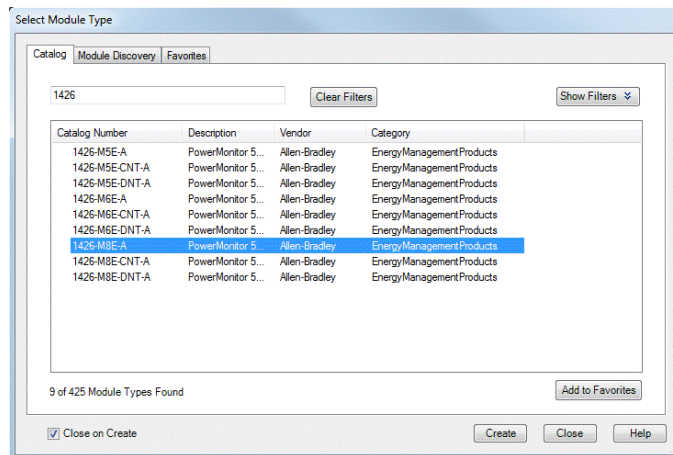 Select Module Type
Catalog Module Discovery Favorites
1426 Clear Filters Show Filters
Catalog Number Description Vendor Category
1426-M5E-A PowerMonitor 5... Allen-Bradley EnergyManagementProducts
1426-M5E-CNT-A PowerMonitor 5... Allen-Bradley EnergyManagementProducts
1426-M5E-DNT-A PowerMonitor 5... Allen-Bradley EnergyManagementProducts
1426-M6E-A PowerMonitor 5... Allen-Bradley EnergyManagementProducts
1426-M6E-CNT-A PowerMonitor 5... Allen-Bradley EnergyManagementProducts
1426-M6E-DNT-A PowerMonitor 5... Allen-Bradley EnergyManagementProducts
1426-M8E-A PowerMonitor 5... Allen-Bradley EnergyManagementProducts
1426-M8E-CNT-A PowerMonitor 5... Allen-Bradley EnergyManagementProducts
1426-M8E-DNT-A PowerMonitor 5... Allen-Bradley EnergyManagementProducts
9 of 425 Module Types Found Add to Favorites
Close on Create Create Close Help